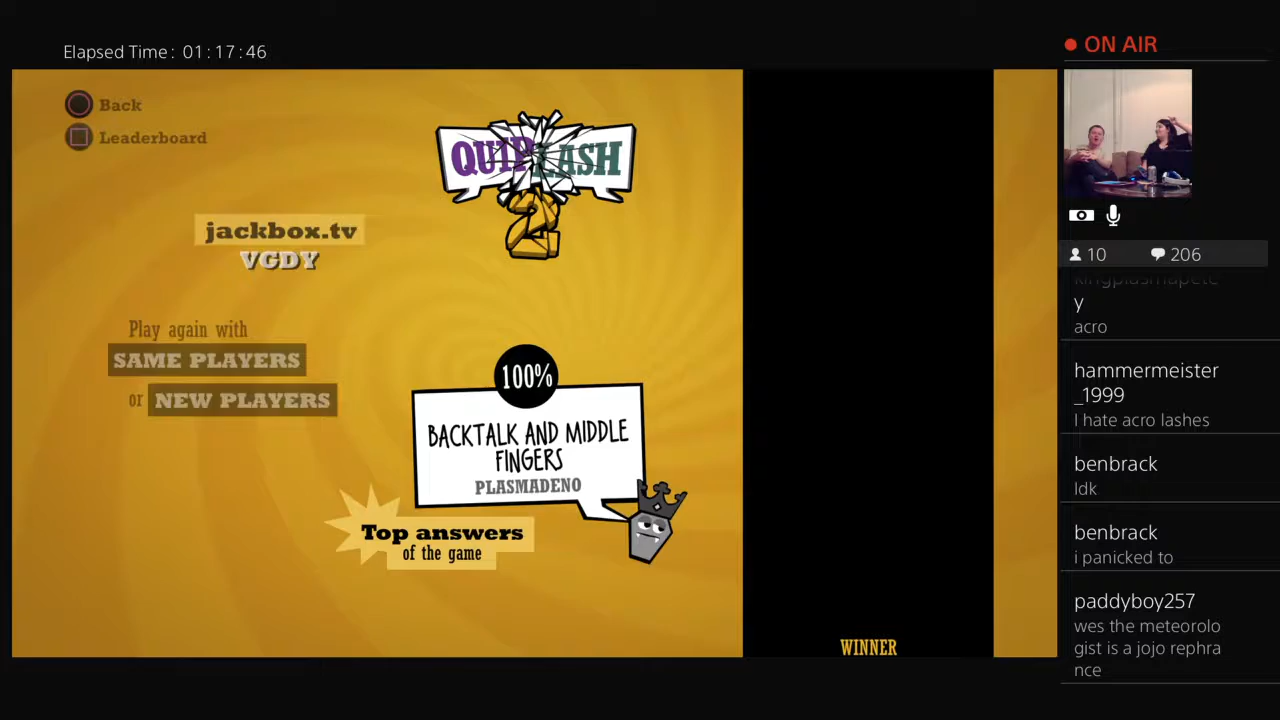 Elapsed Time: 01:17:46
ON AIR
Back
Leaderboard
QUIPLASH
2
jackbox.tv
VGDY
Play again with
SAME PLAYERS
or NEW PLAYERS
100%
BACKTALK AND MIDDLE
FINGERS
PLASMADENO
Top answers
of the game
WINNER
10 206
kingplasmapete
y
acro
hammermeister
_1999
I hate acro lashes
benbrack
Idk
benbrack
i panicked to
paddyboy257
wes the meteorolo
gist is a jojo rephra
nce